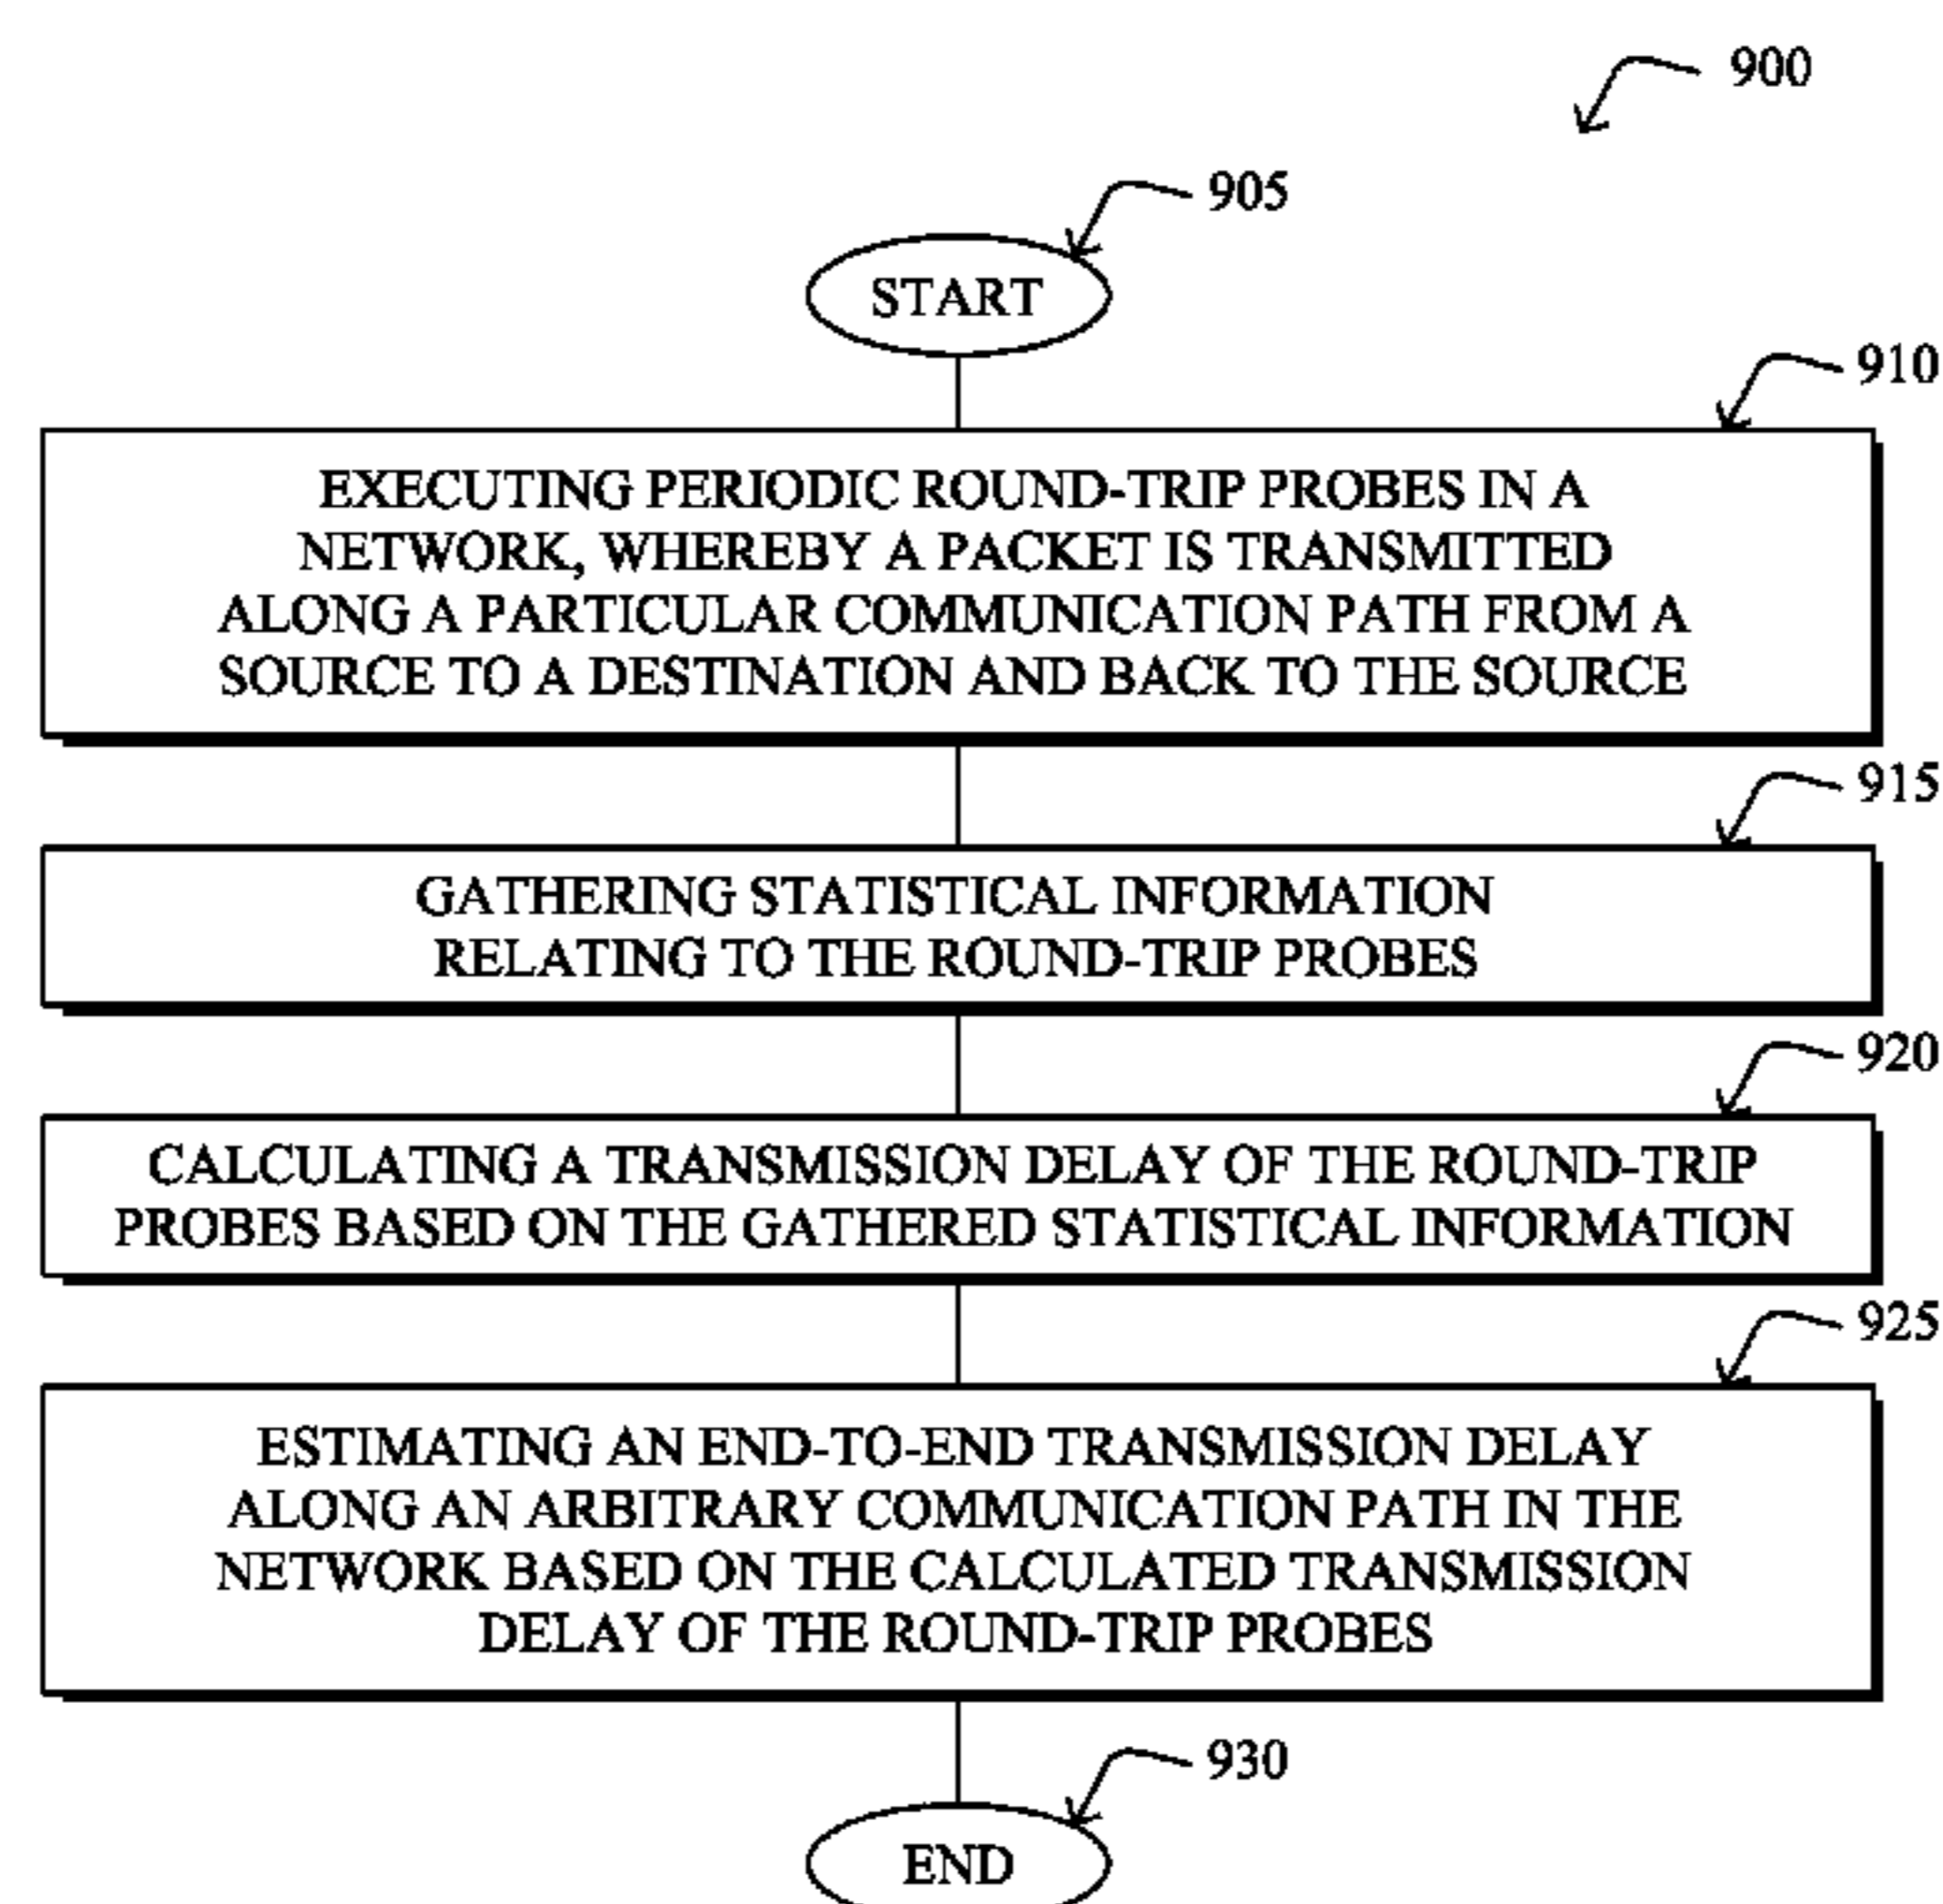 900
905
START
910
EXECUTING PERIODIC ROUND-TRIP PROBES IN A
NETWORK, WHEREBY A PACKET IS TRANSMITTED
ALONG A PARTICULAR COMMUNICATION PATH FROM A
SOURCE TO A DESTINATION AND BACK TO THE SOURCE
915
GATHERING STATISTICAL INFORMATION
RELATING TO THE ROUND-TRIP PROBES
920
CALCULATING A TRANSMISSION DELAY OF THE ROUND-TRIP
PROBES BASED ON THE GATHERED STATISTICAL INFORMATION
925
ESTIMATING AN END-TO-END TRANSMISSION DELAY
ALONG AN ARBITRARY COMMUNICATION PATH IN THE
NETWORK BASED ON THE CALCULATED TRANSMISSION
DELAY OF THE ROUND-TRIP PROBES
930
END